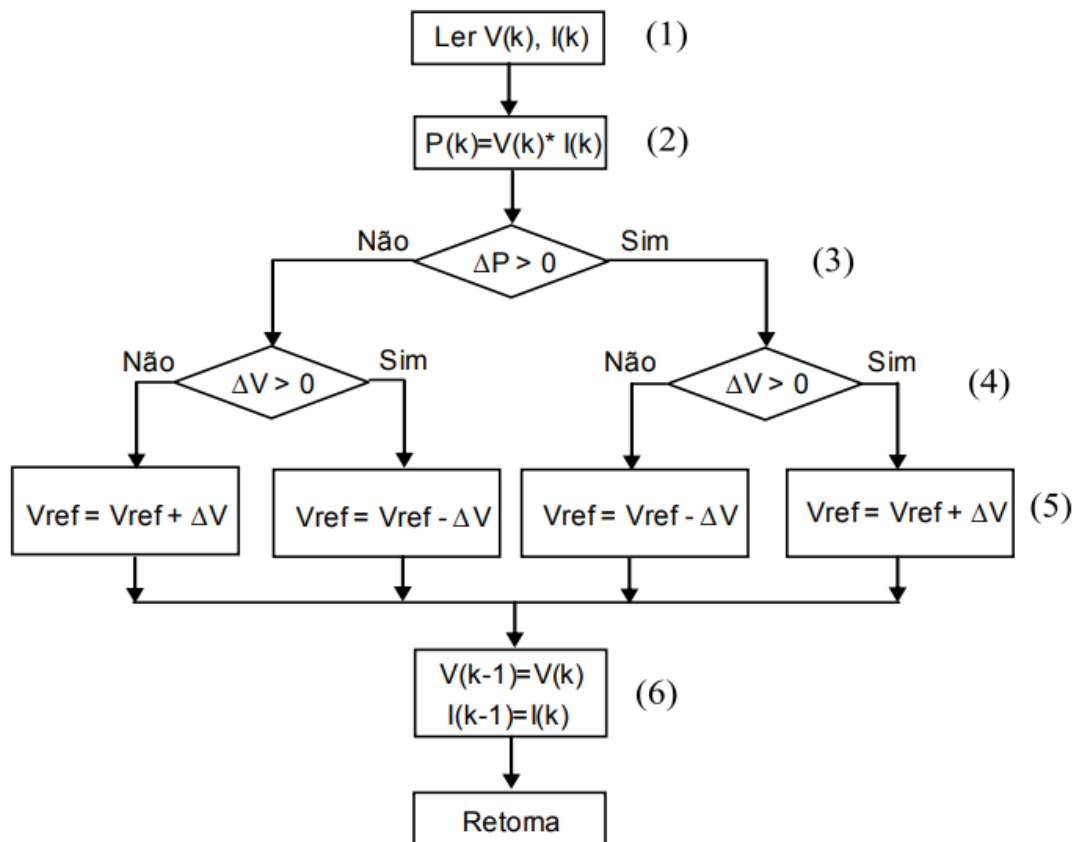 Ler V(k), I(k)
(1)
P(k)=V(k)* I(k)
(2)
Não
Sim
ΔP > 0
(3)
Não
Sim
ΔV > 0
Não
Sim
ΔV > 0
(4)
Vref = Vref + ΔV
Vref = Vref - ΔV
Vref = Vref - ΔV
Vref = Vref + ΔV
(5)
V(k-1)=V(k)
I(k-1)=I(k)
(6)
Retorna